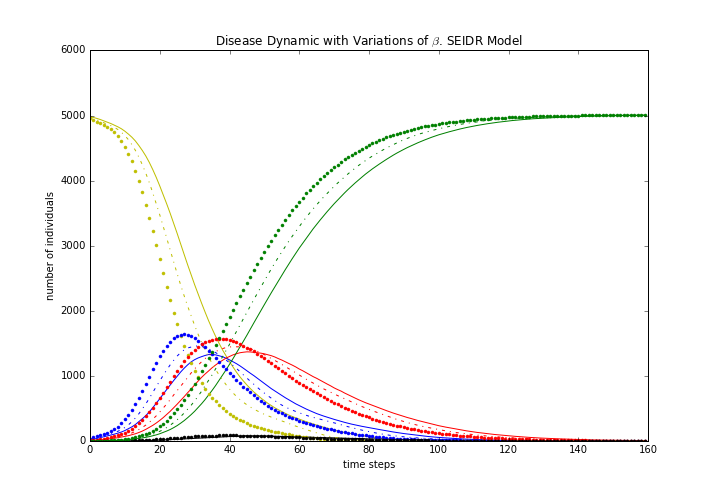 Disease Dynamic with Variations of β. SEIDR Model
6000
5000
4000
3000
2000
1000
0
number of individuals
0 20 40 60 80 100 120 140 160
time steps